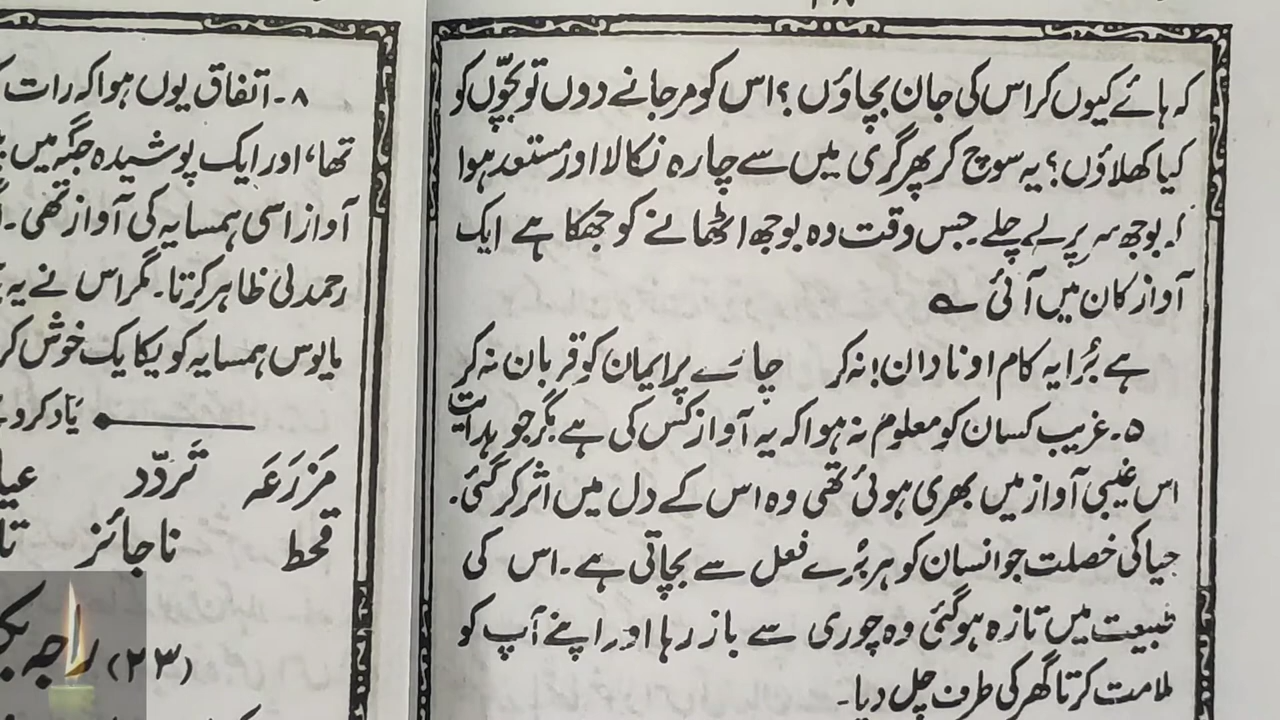 کہ ہائے کیوں کر اس کی جان بچاؤں ؟ اس کو مر جانے دوں تو بچّوں کو
کیا کھلاؤں؟ یہ سوچ کر پھر گری میں سے چارہ نکالا اور مستعد ہوا
کہ بوجھ سر پر لے چلے۔ جس وقت وہ بوجھ اٹھانے کو جھکا ہے ایک
آواز کان میں آئی ؎
ہے بُرا یہ کام او نادان! نہ کر چارے پر ایمان کو قربان نہ کر
۵۔ غریب کسان کو معلوم نہ ہوا کہ یہ آواز کس کی ہے مگر جو ہدایت
اس غیبی آواز میں بھری ہوئی تھی وہ اس کے دل میں اثر کر گئی۔
حیا کی خصلت جو انسان کو ہر بُرے فعل سے بچاتی ہے۔ اس کی
طبیعت میں تازہ ہو گئی وہ چوری سے باز رہا اور اپنے آپ کو
ملامت کرتا گھر کی طرف چل دیا۔
۸۔ اتفاق یوں ہوا کہ رات
تھا، اور ایک پوشیدہ جگہ میں
آواز اسی ہمسایہ کی آواز تھی۔
رحمدلی ظاہر کرتا۔ مگر اس نے یہ
مایوس ہمسایہ کو یکایک خوش کر
یاد کرو
مَزْرَعَہ تَردّد
قحط ناجائز
(۲۳) راجہ